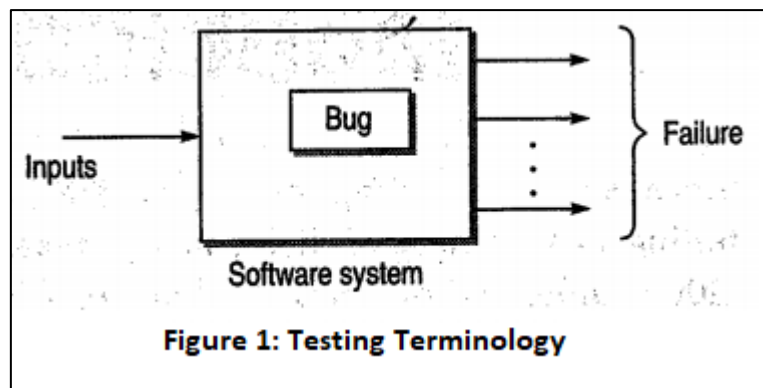 Bug
Failure
Inputs
Software system
Figure 1: Testing Terminology